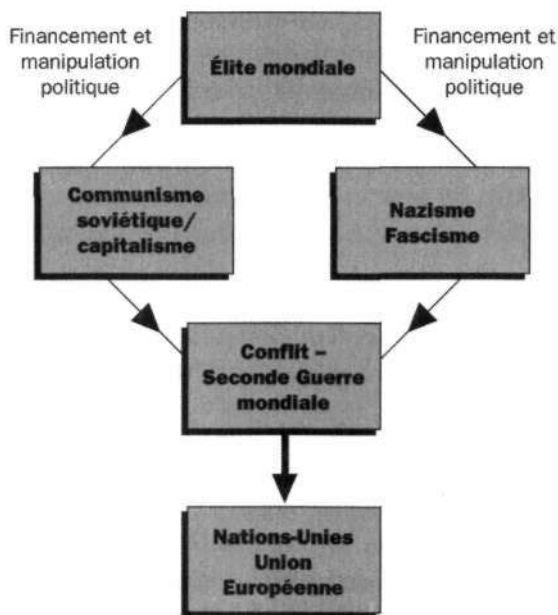 Financement et
manipulation
politique
Élite mondiale
Financement et
manipulation
politique
Communisme
soviétique/
capitalisme
Nazisme
Fascisme
Conflit –
Seconde Guerre
mondiale
Nations-Unies
Union
Européenne